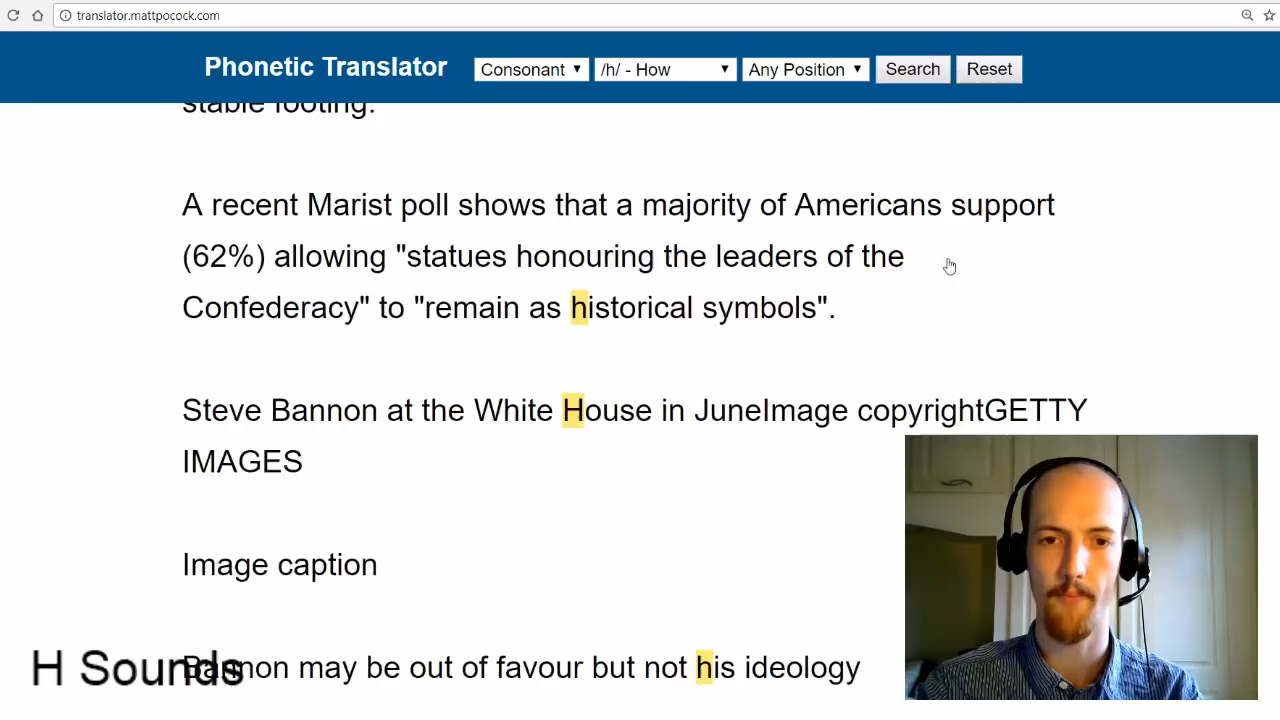 translator.mattpocock.com
Phonetic Translator Consonant /h/ - How Any Position Search Reset
stable footing.
A recent Marist poll shows that a majority of Americans support
(62%) allowing "statues honouring the leaders of the
Confederacy" to "remain as historical symbols".
Steve Bannon at the White House in JuneImage copyrightGETTY
IMAGES
Image caption
H Sounds
Bannon may be out of favour but not his ideology